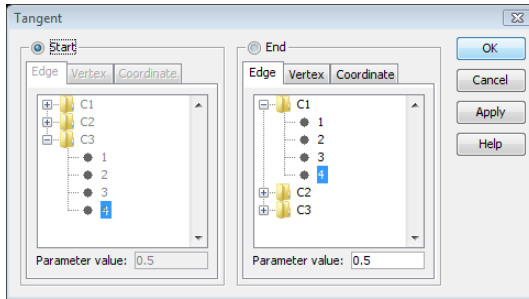 Tangent
Start
Edge Vertex Coordinate
C1
C2
C3
1
2
3
4
Parameter value: 0.5
End
Edge Vertex Coordinate
C1
1
2
3
4
C2
C3
Parameter value: 0.5
OK
Cancel
Apply
Help